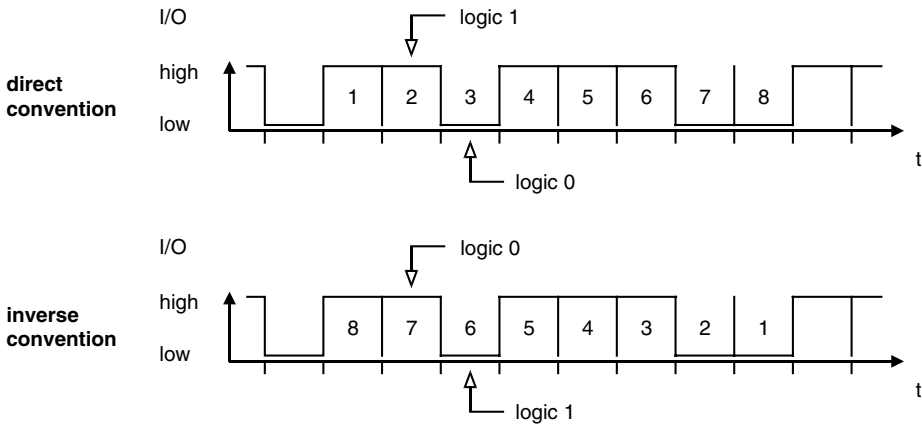 I/O
logic 1
direct
convention
high
1 2 3 4 5 6 7 8
low
t
logic 0
I/O
logic 0
inverse
convention
high
8 7 6 5 4 3 2 1
low
t
logic 1